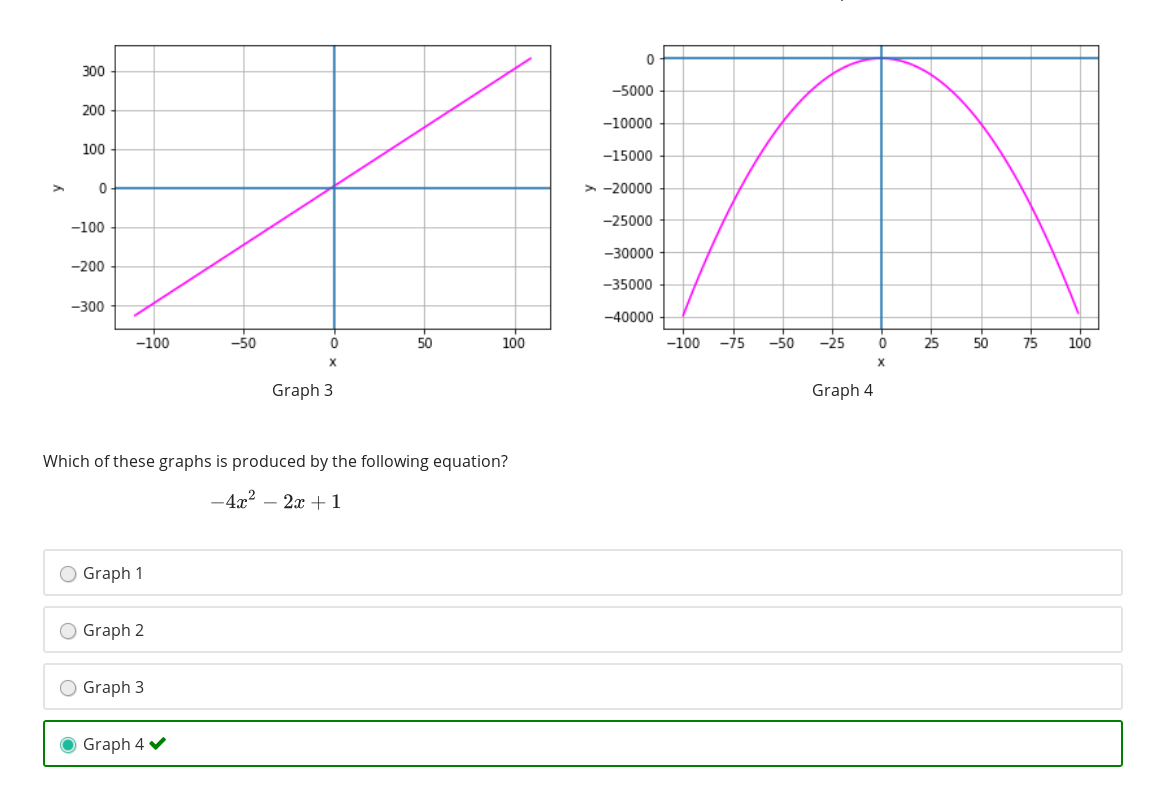 300
200
100
0
−100
−200
−300
y
−100 −50 0 50 100
x
Graph 3
0
−5000
−10000
−15000
−20000
−25000
−30000
−35000
−40000
y
−100 −75 −50 −25 0 25 50 75 100
x
Graph 4
Which of these graphs is produced by the following equation?
−4x² − 2x + 1
Graph 1
Graph 2
Graph 3
Graph 4